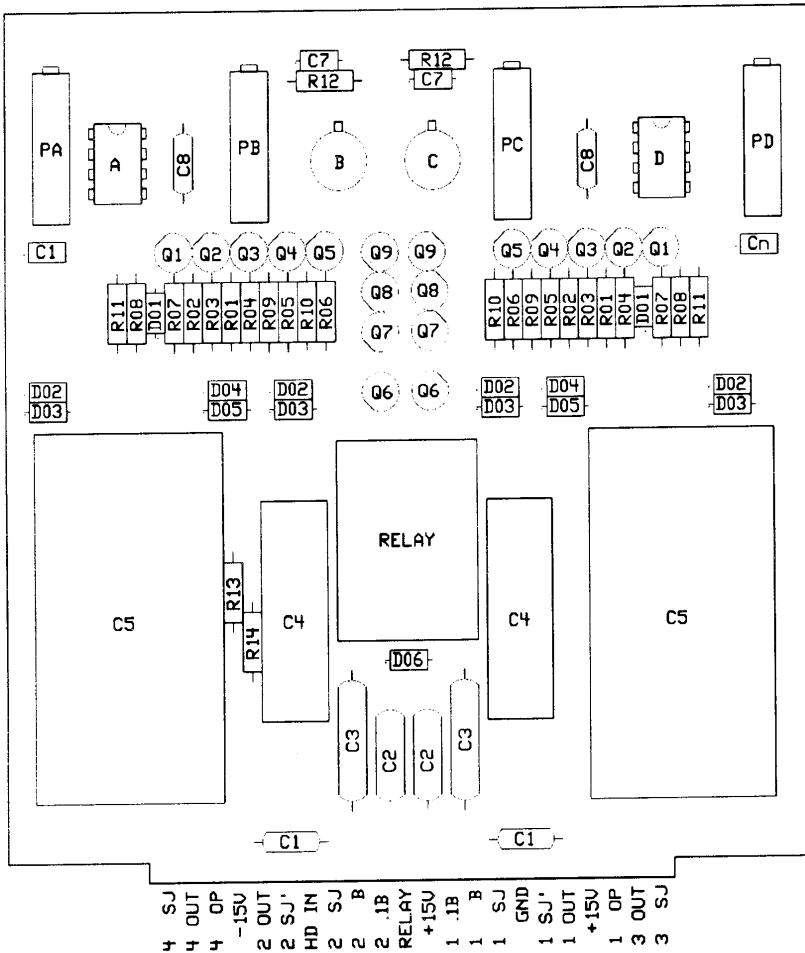 C7
R12
R12
C7
PA
A
C8
PB
B
C
PC
C8
D
PD
C1
Q1 Q2 Q3 Q4 Q5 Q9 Q9 Q5 Q4 Q3 Q2 Q1
Cn
Q8 Q8
R11 R08 D01 R07 R02 R03 R01 R04 R09 R05 R10 R06
R10 R06 R09 R05 R02 R03 R01 R04 D01 R07 R08 R11
Q7 Q7
D02 D04 D02 Q6 Q6 D02 D04 D02
D03 D05 D03 D03 D05 D03
RELAY
R13
C5
R14
C4
C4
C5
D06
C3
C2
C2
C3
C1
C1
4 SJ
4 OUT
4 OP
-15V
2 OUT
2 SJ'
HD IN
2 SJ
2 B
2 .1B
RELAY
+15V
1 .1B
1 B
1 SJ
GND
1 SJ'
1 OUT
+15V
1 OP
3 OUT
3 SJ